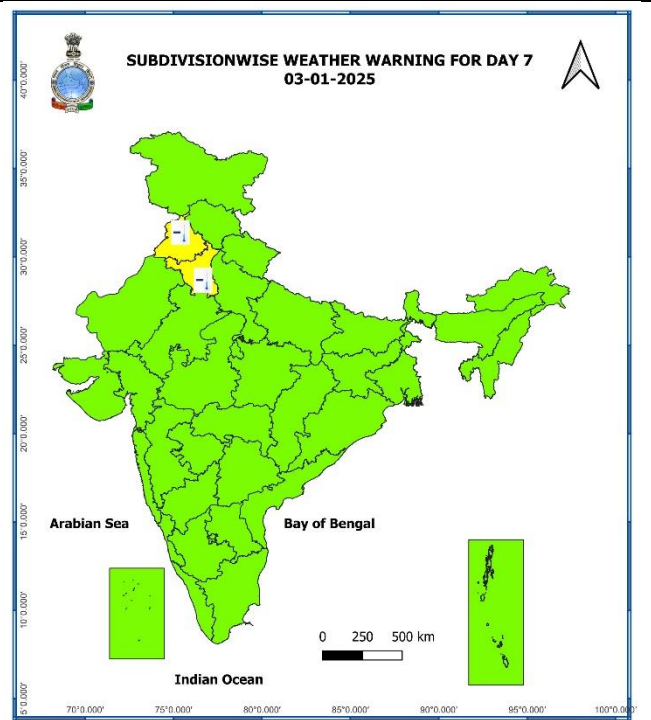 SUBDIVISIONWISE WEATHER WARNING FOR DAY 7
03-01-2025
40°0.000'
35°0.000'
30°0.000'
25°0.000'
20°0.000'
15°0.000'
10°0.000'
5°0.000'
Arabian Sea
Bay of Bengal
0 250 500 km
Indian Ocean
70°0.000' 75°0.000' 80°0.000' 85°0.000' 90°0.000' 95°0.000' 100°0.000'